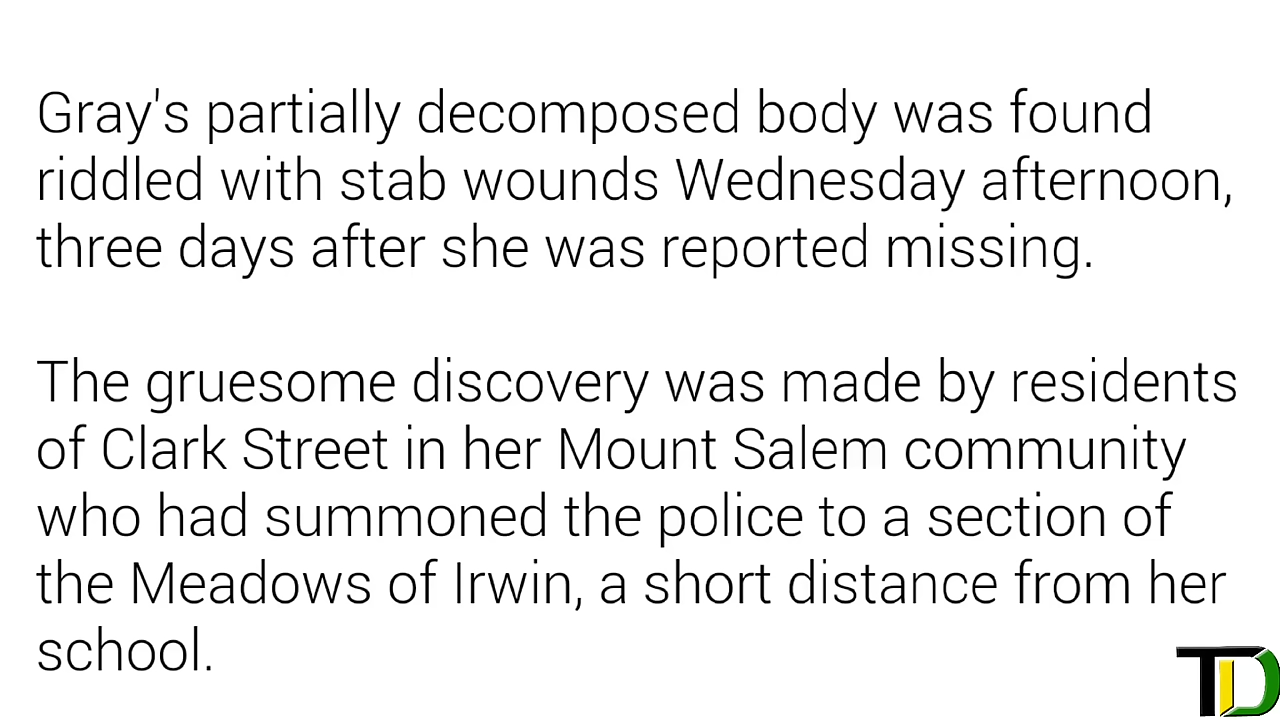 Gray's partially decomposed body was found
riddled with stab wounds Wednesday afternoon,
three days after she was reported missing.
The gruesome discovery was made by residents
of Clark Street in her Mount Salem community
who had summoned the police to a section of
the Meadows of Irwin, a short distance from her
school.
TD